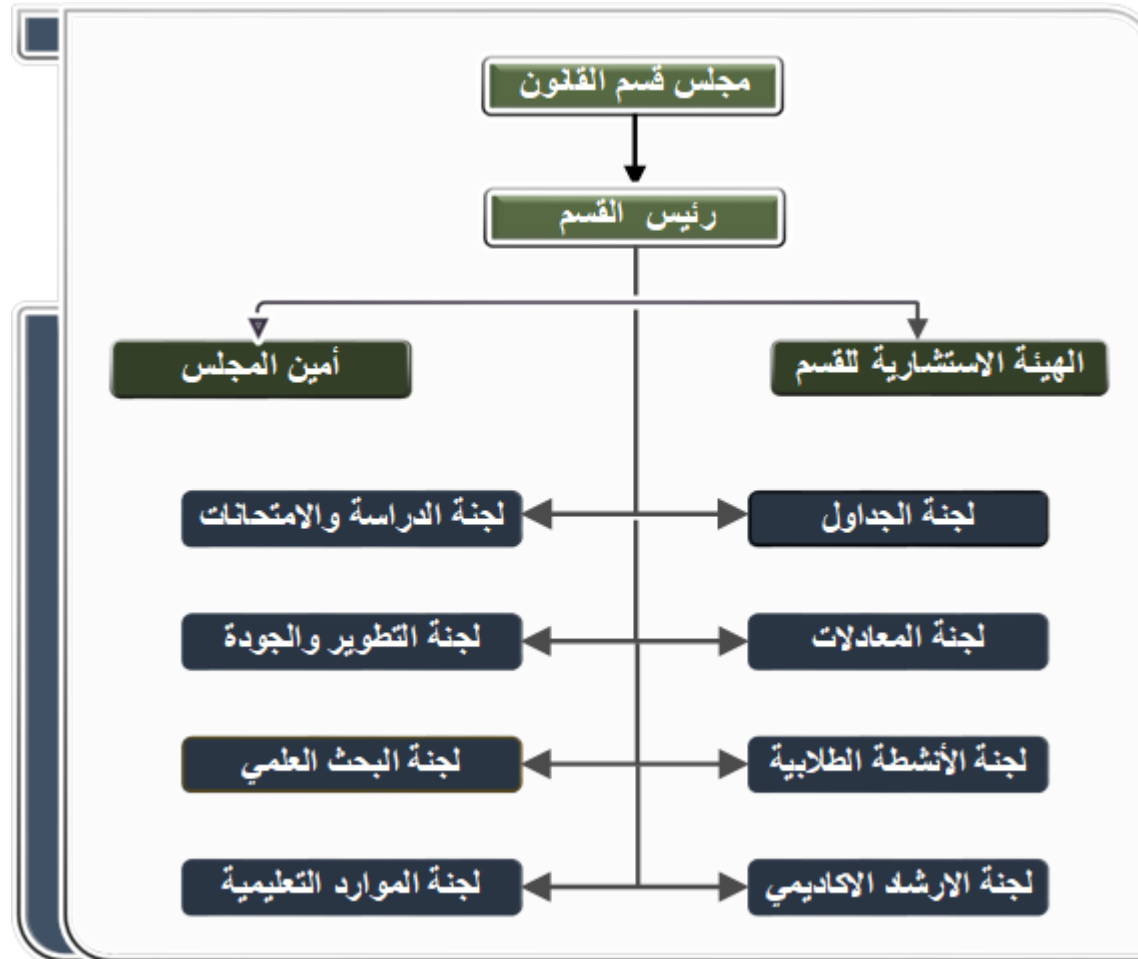 مجلس قسم القانون
رئيس القسم
الهيئة الاستشارية للقسم
أمين المجلس
لجنة الجداول
لجنة الدراسة والامتحانات
لجنة المعادلات
لجنة التطوير والجودة
لجنة الأنشطة الطلابية
لجنة البحث العلمي
لجنة الارشاد الاكاديمي
لجنة الموارد التعليمية